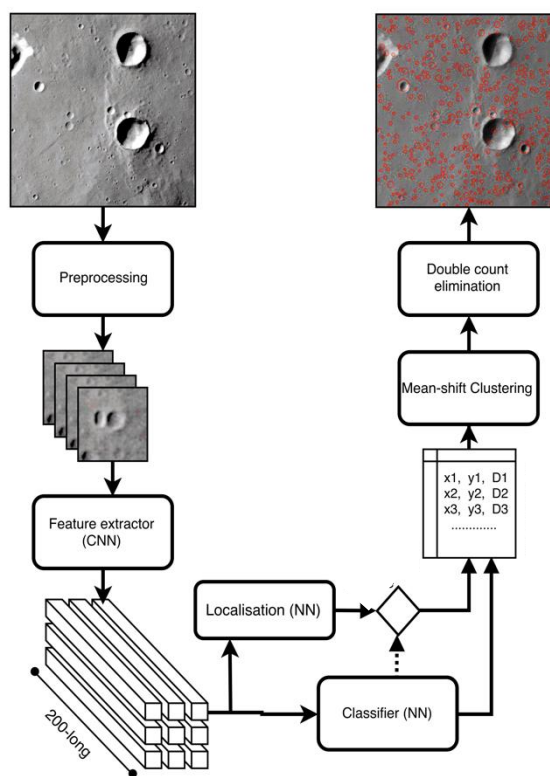 Preprocessing
Feature extractor
(CNN)
200-long
Localisation (NN)
Classifier (NN)
x1, y1, D1
x2, y2, D2
x3, y3, D3
.............
Mean-shift Clustering
Double count
elimination